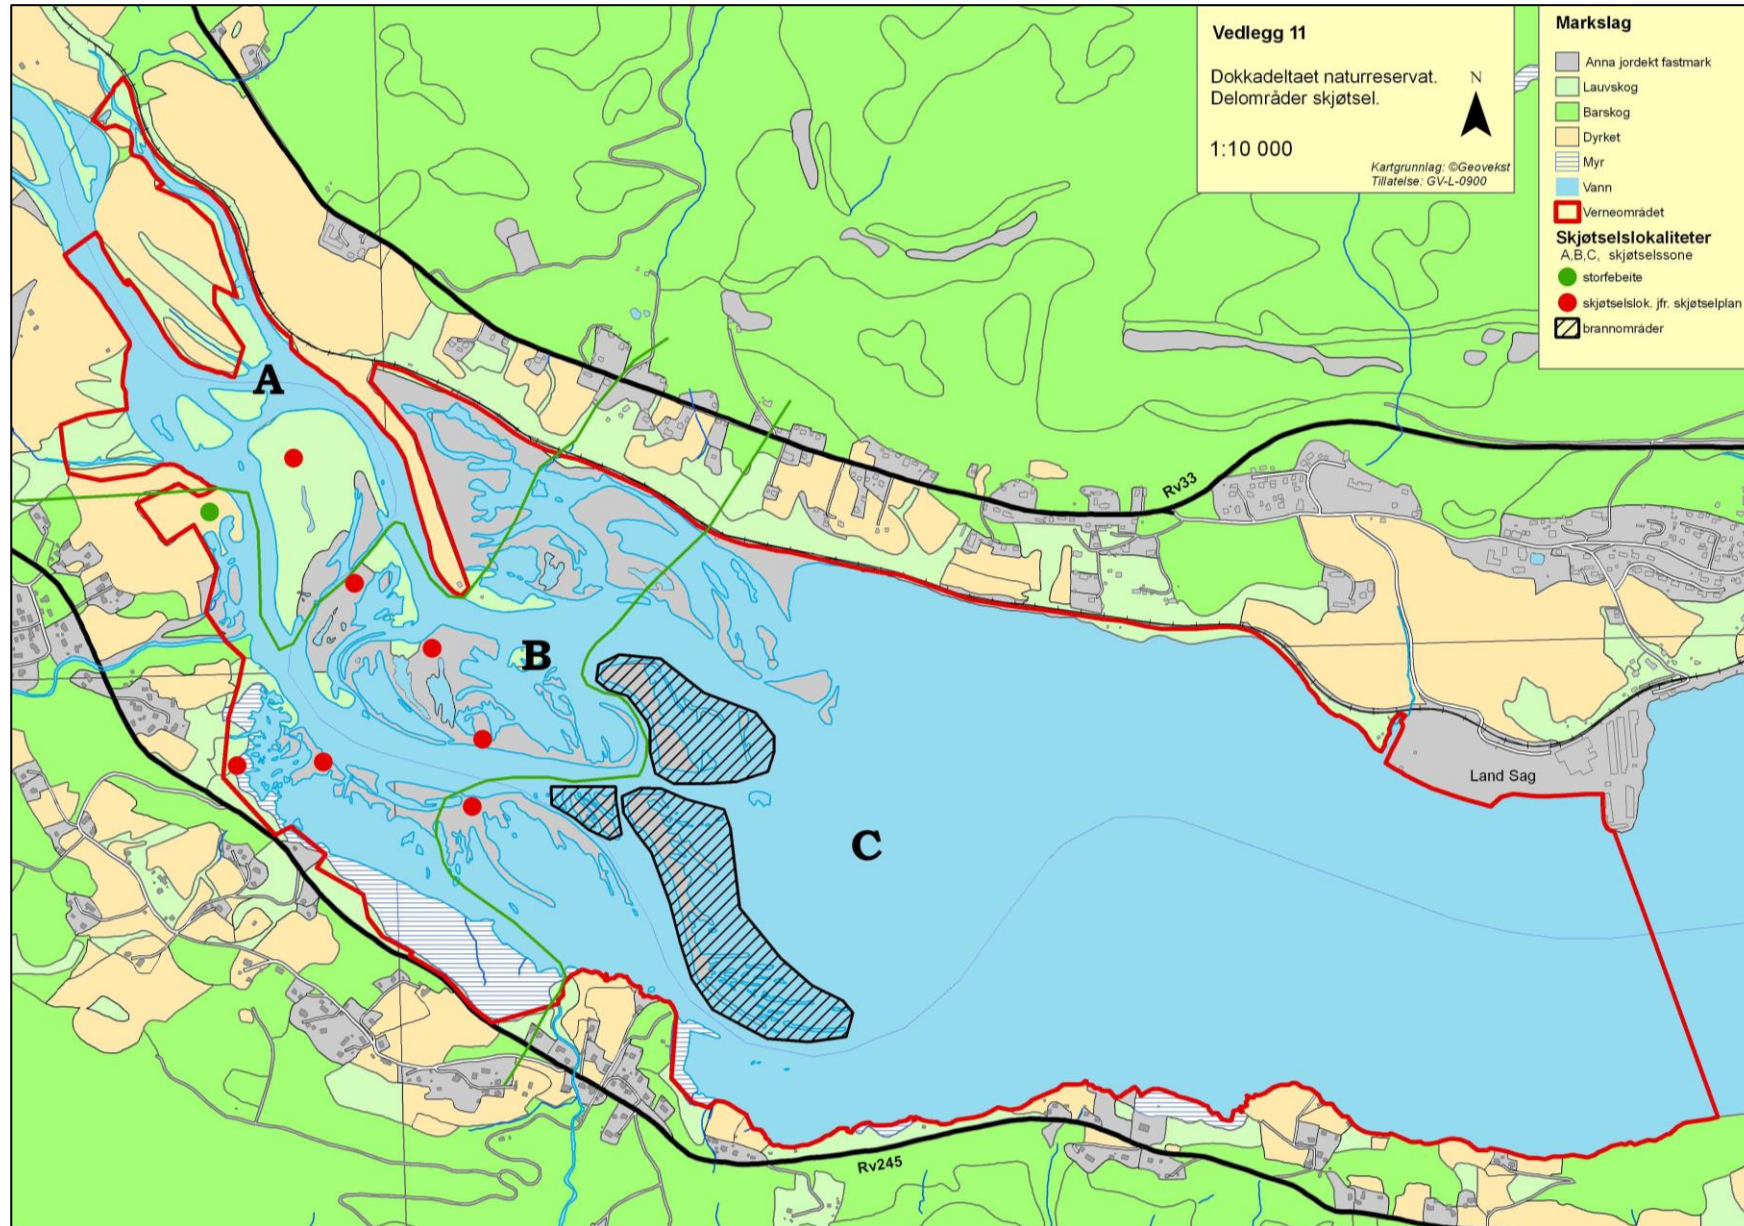 Vedlegg 11
Dokkadeltaet naturreservat.
Delområder skjøtsel.
N
1:10 000
Kartgrunnlag: ©Geovekst
Tillatelse: GV-L-0900
Markslag
Anna jordekt fastmark
Lauvskog
Barskog
Dyrket
Myr
Vann
Verneområdet
Skjøtselslokaliteter
A,B,C, skjøtselssone
storfebeite
skjøtselslok. jfr. skjøtselplan
brannområder
A
Rv33
B
Land Sag
C
Rv245